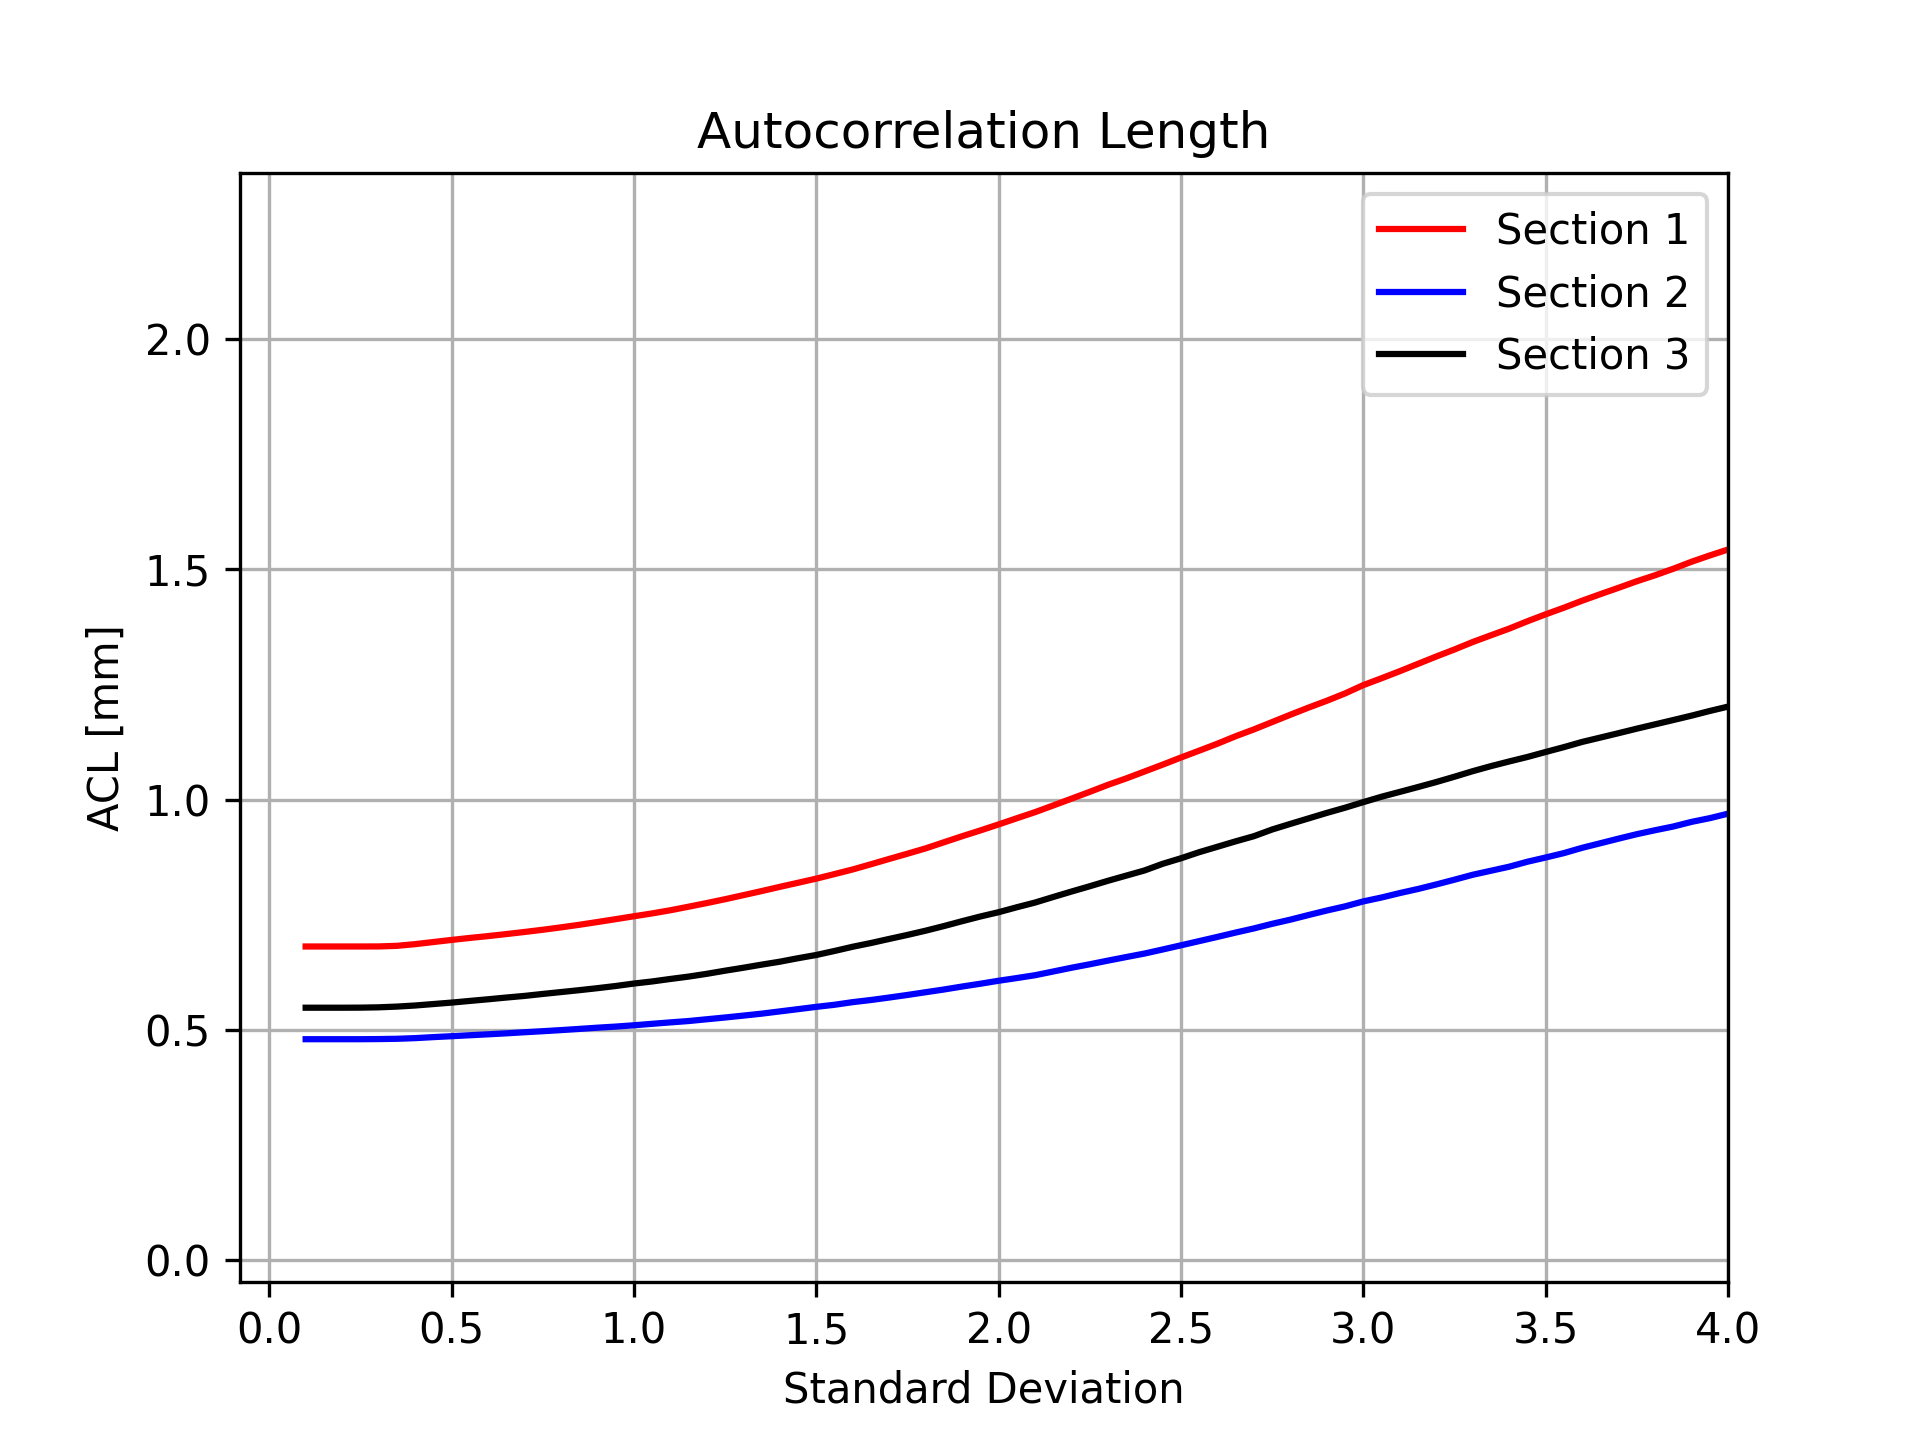 Autocorrelation Length
Section 1
Section 2
Section 3
ACL [mm]
2.0
1.5
1.0
0.5
0.0
0.0 0.5 1.0 1.5 2.0 2.5 3.0 3.5 4.0
Standard Deviation